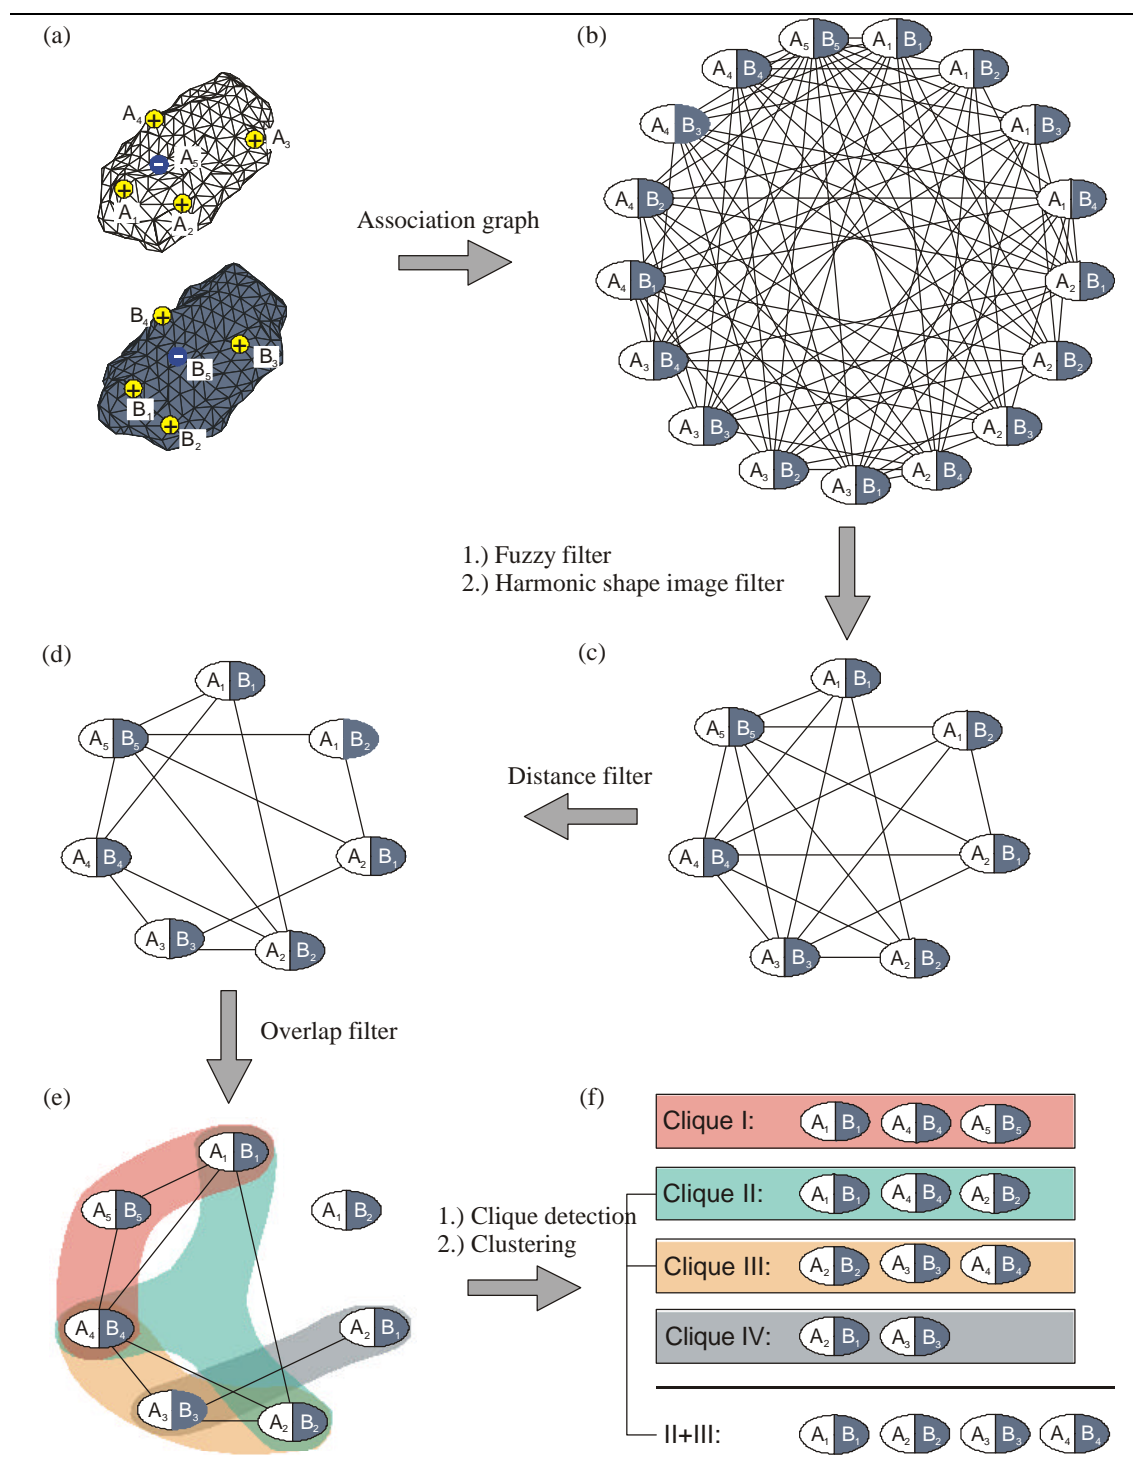 (a)
A₄
A₃
−
A₅
+
A₁
A₂
B₄
B₃
B₅
B₁
B₂
Association graph
(b)
A₅ B₅
A₁ B₁
A₄ B₄
A₁ B₂
A₄ B₃
A₁ B₃
A₄ B₂
A₁ B₄
A₄ B₁
A₂ B₁
A₃ B₄
A₂ B₂
A₃ B₃
A₂ B₃
A₃ B₂
A₂ B₄
A₃ B₁
1.) Fuzzy filter
2.) Harmonic shape image filter
(d)
A₁ B₁
A₅ B₅
A₁ B₂
A₄ B₄
A₂ B₁
A₃ B₃
A₂ B₂
Distance filter
(c)
A₁ B₁
A₅ B₅
A₁ B₂
A₄ B₄
A₂ B₁
A₃ B₃
A₂ B₂
Overlap filter
(e)
A₁ B₁
A₅ B₅
A₁ B₂
A₄ B₄
A₂ B₁
A₃ B₃
A₂ B₂
1.) Clique detection
2.) Clustering
(f)
Clique I: A₁ B₁ A₄ B₄ A₅ B₅
Clique II: A₁ B₁ A₄ B₄ A₂ B₂
Clique III: A₂ B₂ A₃ B₃ A₄ B₄
Clique IV: A₂ B₁ A₃ B₃
II+III: A₁ B₁ A₂ B₂ A₃ B₃ A₄ B₄